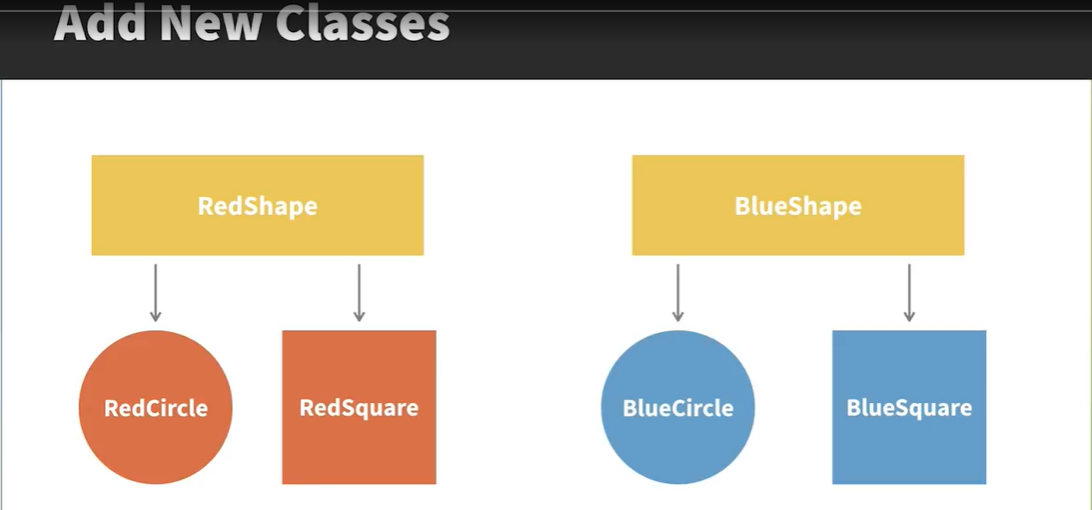 Add New Classes
RedShape
BlueShape
RedCircle
RedSquare
BlueCircle
BlueSquare